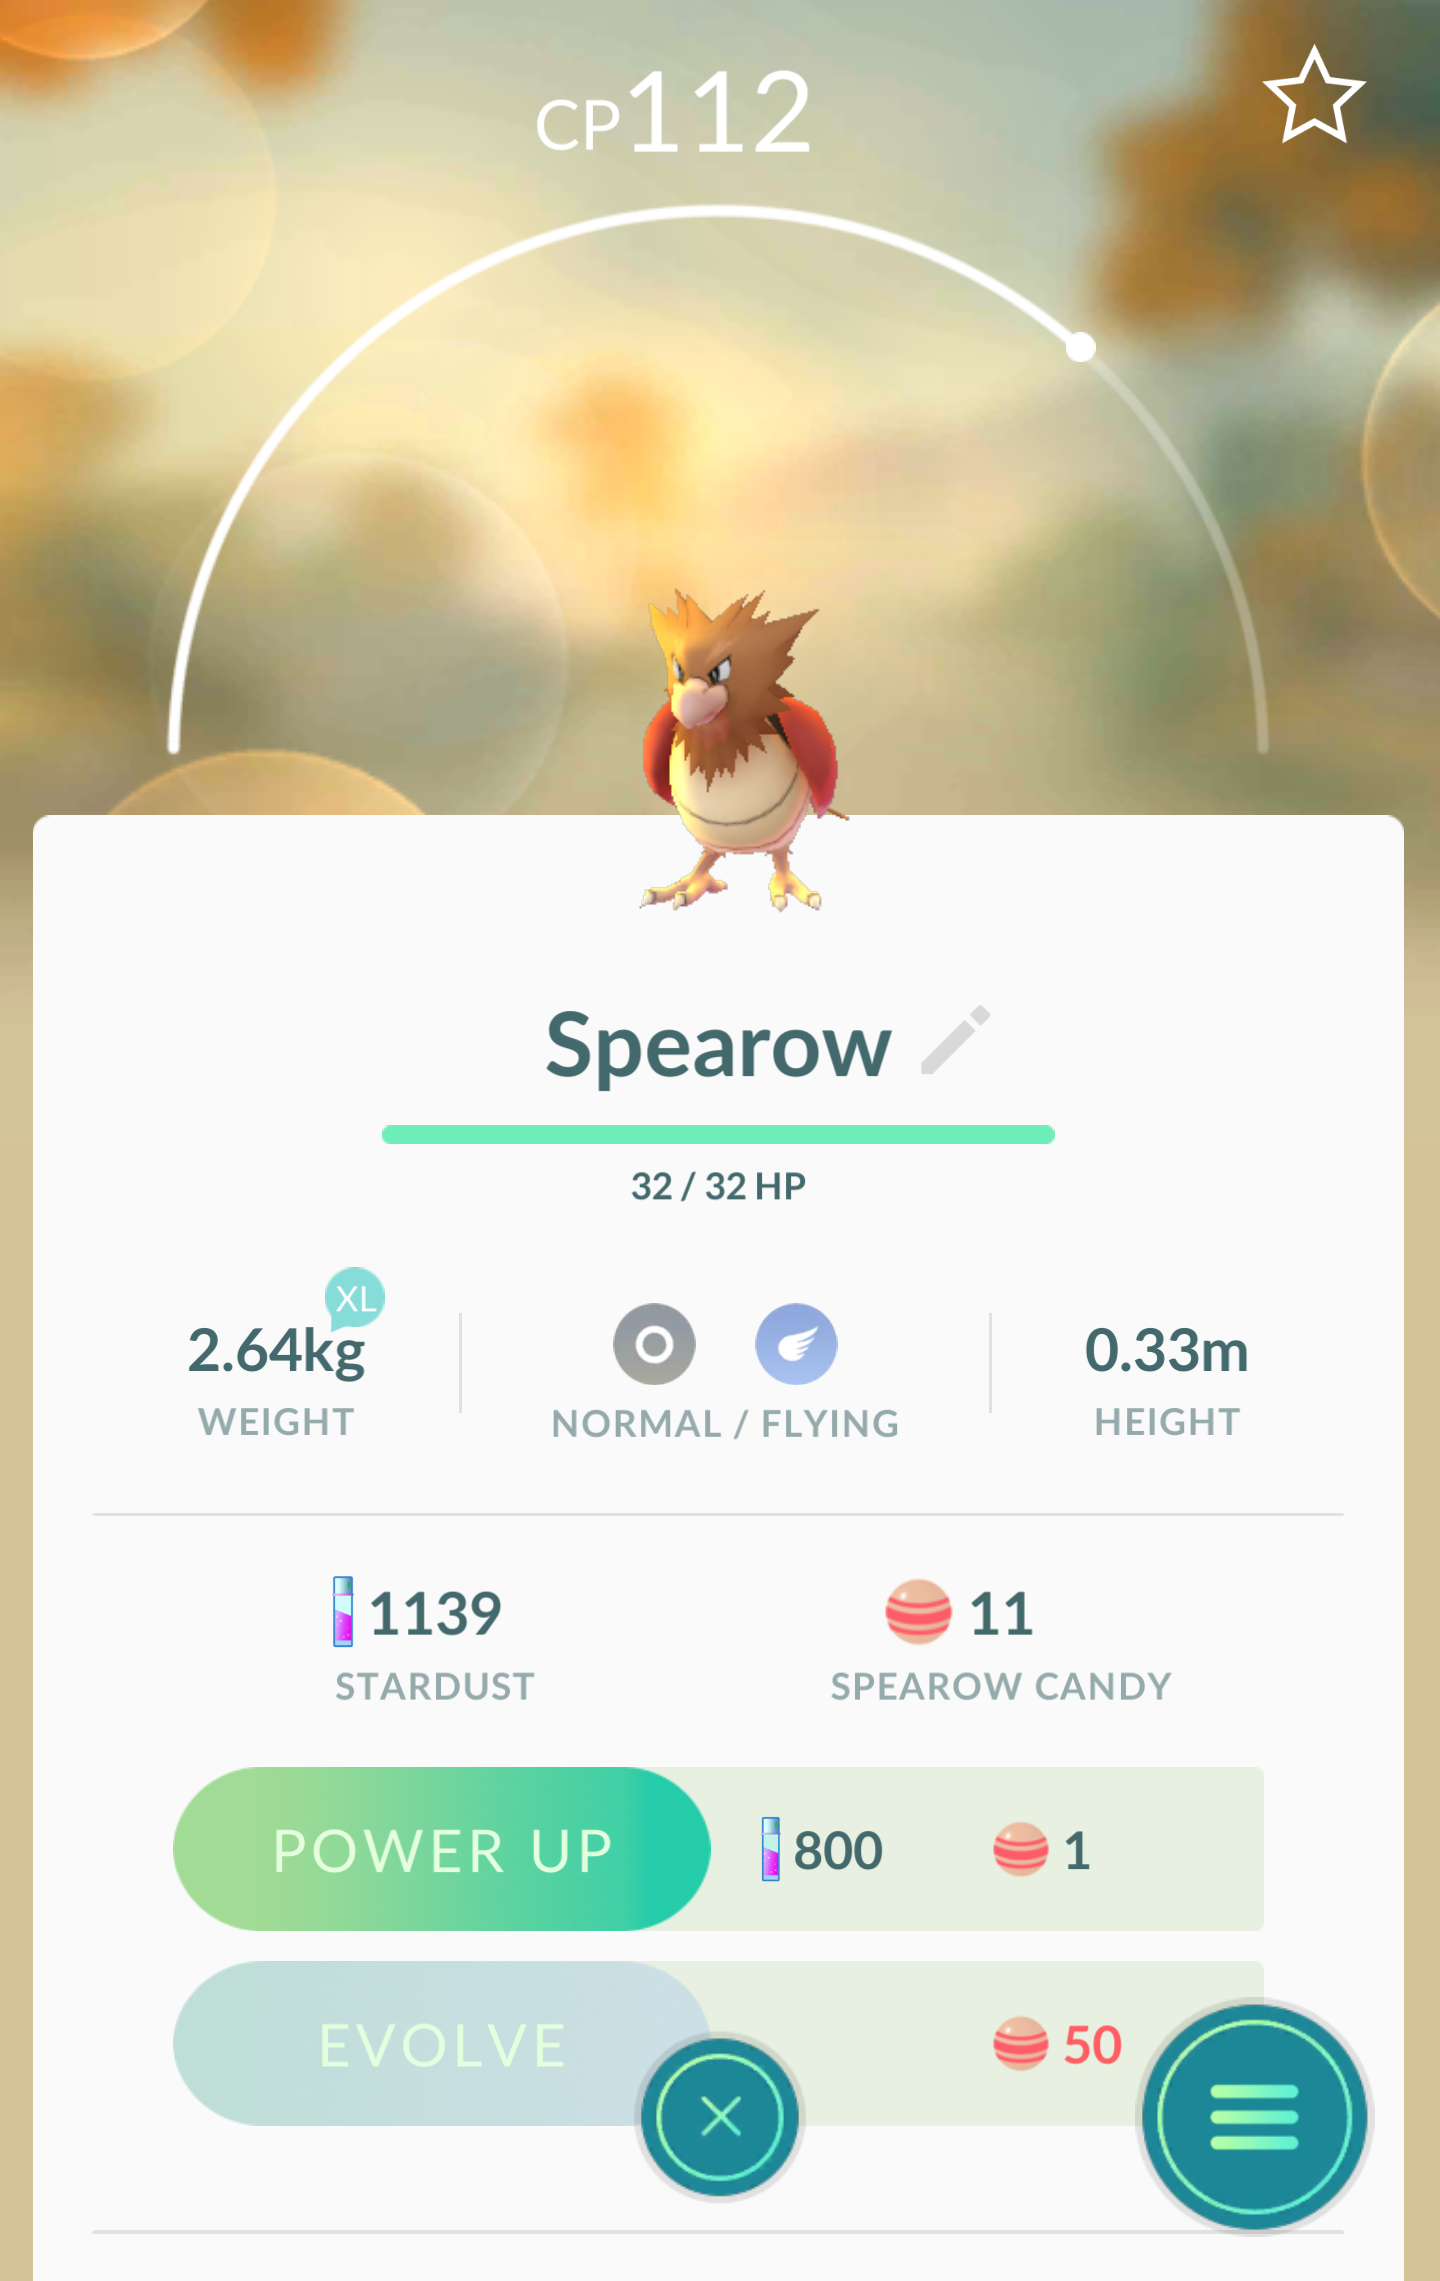 CP112
Spearow
32 / 32 HP
XL
2.64kg
WEIGHT
NORMAL / FLYING
0.33m
HEIGHT
1139
STARDUST
11
SPEAROW CANDY
POWER UP
800
1
EVOLVE
50